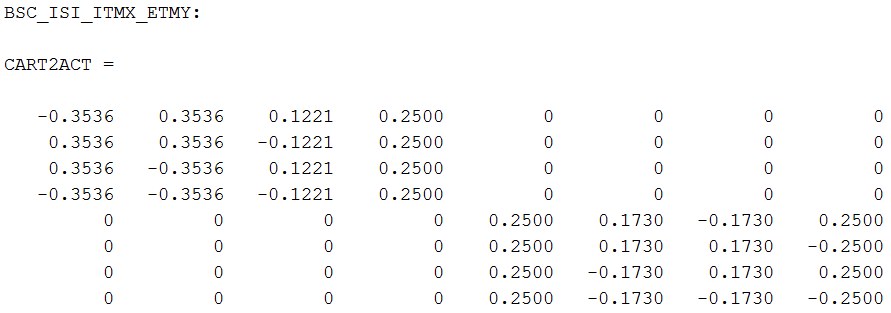 BSC_ISI_ITMX_ETMY:
CART2ACT =
-0.3536 0.3536 0.1221 0.2500 0 0 0 0
0.3536 0.3536 -0.1221 0.2500 0 0 0 0
0.3536 -0.3536 0.1221 0.2500 0 0 0 0
-0.3536 -0.3536 -0.1221 0.2500 0 0 0 0
0 0 0 0 0.2500 0.1730 -0.1730 0.2500
0 0 0 0 0.2500 0.1730 0.1730 -0.2500
0 0 0 0 0.2500 -0.1730 0.1730 0.2500
0 0 0 0 0.2500 -0.1730 -0.1730 -0.2500